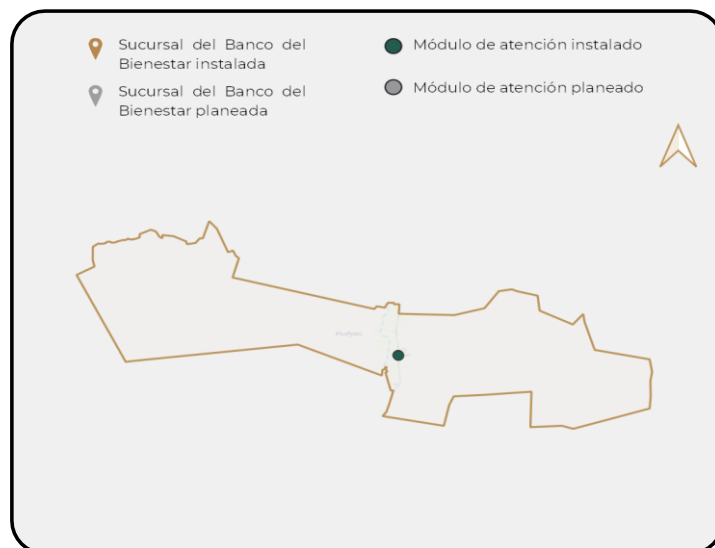 Sucursal del Banco del
Bienestar instalada
Sucursal del Banco del
Bienestar planeada
Módulo de atención instalado
Módulo de atención planeado